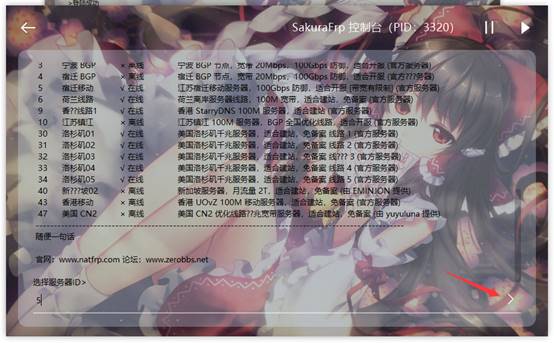 SakuraFrp 控制台（PID：3320）
3 宁波 BGP × 离线 宁波 BGP 节点，宽带 20Mbps，100Gbps 防御，适合开服 (官方服务器)
4 宿迁 BGP × 离线 宿迁 BGP 节点，宽带 20Mbps，100Gbps 防御，适合开服 (官方???务器)
5 宿迁移动 √ 在线 江苏宿迁移动服务器，100Gbps 防御，适合开服 [带宽有限制] (官方服务器)
6 荷兰线路 √ 在线 荷兰离岸服务器线路，100M 宽带，适合建站，免备案 (官方服务器)
9 香??线路1 √ 在线 香港 StarryDNS 100M 服务器，适合建站 (官方服务器)
10 江苏镇江 × 离线 江苏镇江 100M 服务器，BGP 全国优化线路，适合开服 (官方服务器)
30 洛杉矶01 √ 在线 美国洛杉矶千兆服务器，适合建站，免备案 线路 1 (官方服务器)
31 洛杉矶02 √ 在线 美国洛杉矶千兆服务器，适合建站，免备案 线路 2 (官方服务器)
32 洛杉矶03 √ 在线 美国洛杉矶千兆服务器，适合建站，免备案 线??? 3 (官方服务器)
33 洛杉矶04 √ 在线 美国洛杉矶千兆服务器，适合建站，免备案 线路 4 (官方服务器)
34 洛杉矶05 √ 在线 美国洛杉矶千兆服务器，适合建站，免备案 线路 5 (官方服务器)
40 新???坡02 × 离线 新加坡服务器，月流量 2T，适合建站，免备案 (由 EMINJON 提供)
43 香港移动 × 离线 香港 UOvZ 100M 移动服务器，适合建站，免备案 (官方服务器)
47 美国 CN2 × 离线 美国 CN2 优化线路??兆宽带服务器，适合建站，免备案 (由 yuyuluna 提供)
随便一句话
官网：www.natfrp.com 论坛：www.zerobbs.net
选择服务器ID>
5